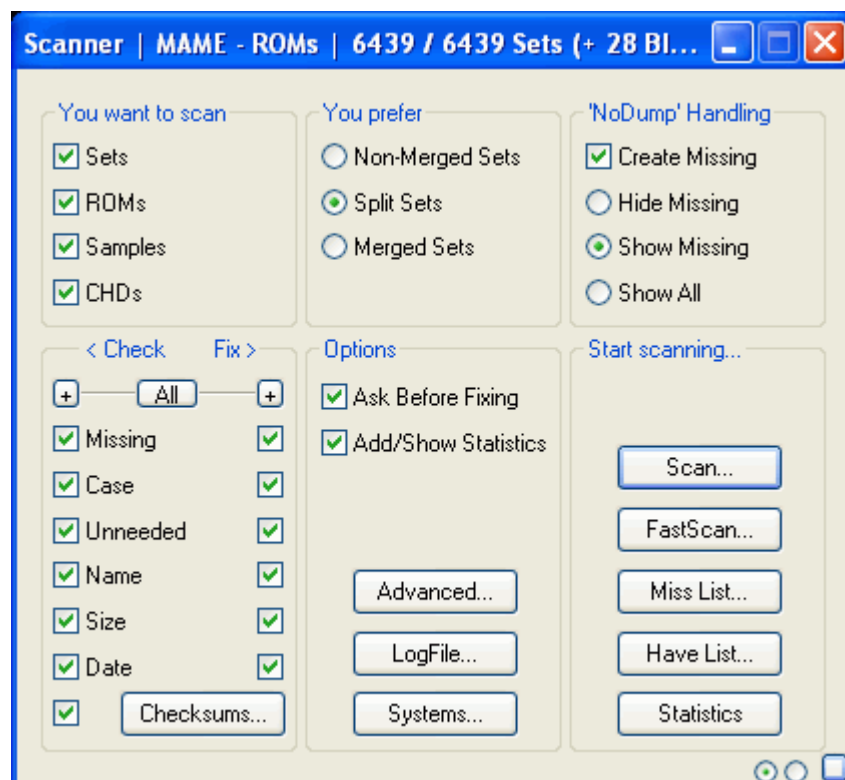 Scanner | MAME - ROMs | 6439 / 6439 Sets (+ 28 Bl...
You want to scan
Sets
ROMs
Samples
CHDs
You prefer
Non-Merged Sets
Split Sets
Merged Sets
'NoDump' Handling
Create Missing
Hide Missing
Show Missing
Show All
< Check Fix >
+ All +
Missing
Case
Unneeded
Name
Size
Date
Checksums...
Options
Ask Before Fixing
Add/Show Statistics
Advanced...
LogFile...
Systems...
Start scanning...
Scan...
FastScan...
Miss List...
Have List...
Statistics